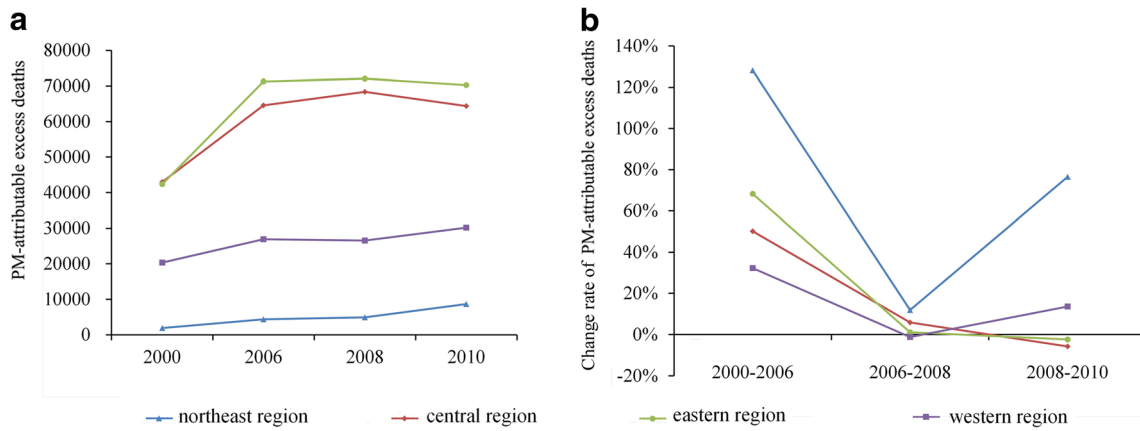 a
PM-attributable excess deaths
80000
70000
60000
50000
40000
30000
20000
10000
0
2000 2006 2008 2010
b
Change rate of PM-attributable excess deaths
140%
120%
100%
80%
60%
40%
20%
0%
-20%
2000-2006 2006-2008 2008-2010
northeast region central region eastern region western region